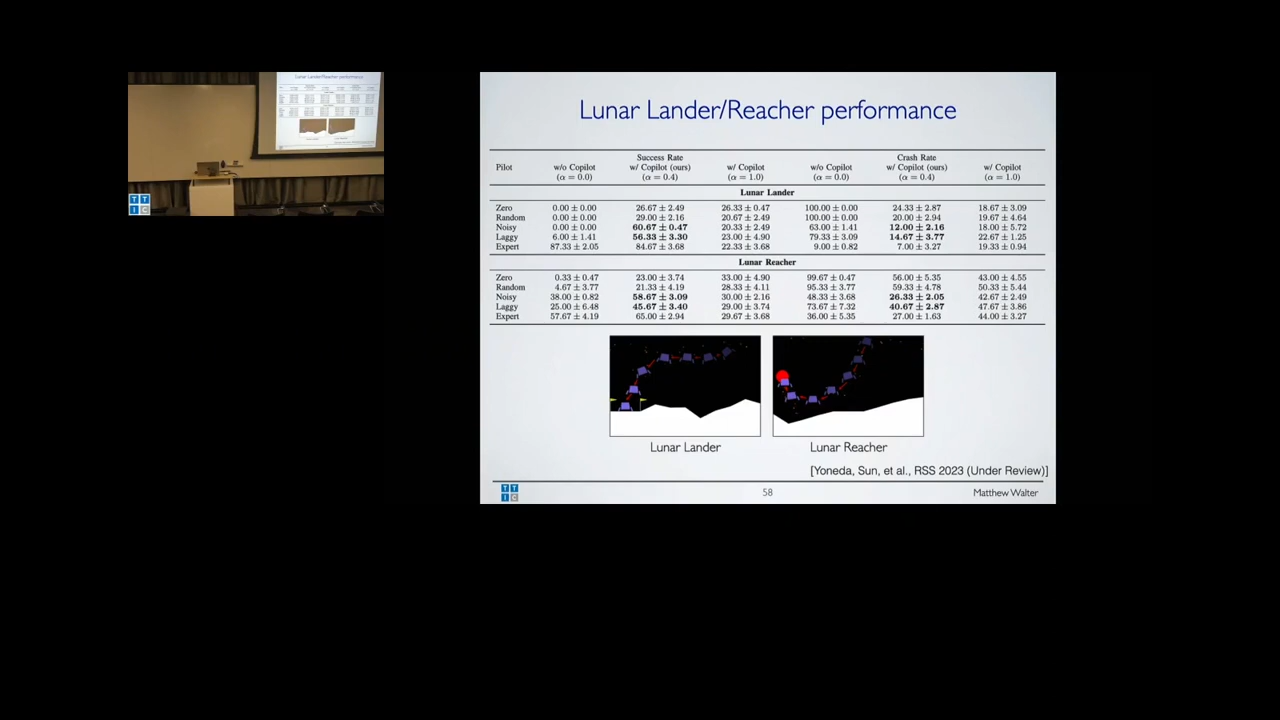 Lunar Lander/Reacher performance
Success Rate Crash Rate
Pilot w/o Copilot w/ Copilot (ours) w/ Copilot w/o Copilot w/ Copilot (ours) w/ Copilot
(α = 0.0) (α = 0.4) (α = 1.0) (α = 0.0) (α = 0.4) (α = 1.0)
Lunar Lander
Zero 0.00 ± 0.00 26.67 ± 2.49 26.33 ± 0.47 100.00 ± 0.00 24.33 ± 2.87 18.67 ± 3.09
Random 0.00 ± 0.00 29.00 ± 2.16 20.67 ± 2.49 100.00 ± 0.00 20.00 ± 2.94 19.67 ± 4.64
Noisy 0.00 ± 0.00 60.67 ± 0.47 20.33 ± 2.49 63.00 ± 1.41 12.00 ± 2.16 18.00 ± 5.72
Laggy 6.00 ± 1.41 56.33 ± 3.30 23.00 ± 4.90 79.33 ± 3.09 14.67 ± 3.77 22.67 ± 1.25
Expert 87.33 ± 2.05 84.67 ± 3.68 22.33 ± 3.68 9.00 ± 0.82 7.00 ± 3.27 19.33 ± 0.94
Lunar Reacher
Zero 0.33 ± 0.47 23.00 ± 3.74 33.00 ± 4.90 99.67 ± 0.47 56.00 ± 5.35 43.00 ± 4.55
Random 4.67 ± 3.77 21.33 ± 4.19 28.33 ± 4.11 95.33 ± 3.77 59.33 ± 4.78 50.33 ± 5.44
Noisy 38.00 ± 0.82 58.67 ± 3.09 30.00 ± 2.16 48.33 ± 3.68 26.33 ± 2.05 42.67 ± 2.49
Laggy 25.00 ± 6.48 45.67 ± 3.40 29.00 ± 3.74 73.67 ± 7.32 40.67 ± 2.87 47.67 ± 3.86
Expert 57.67 ± 4.19 65.00 ± 2.94 29.67 ± 3.68 36.00 ± 5.35 27.00 ± 1.63 44.00 ± 3.27
Lunar Lander Lunar Reacher
[Yoneda, Sun, et al., RSS 2023 (Under Review)]
TTIC 58 Matthew Walter
Lunar Lander/Reacher performance
TTIC